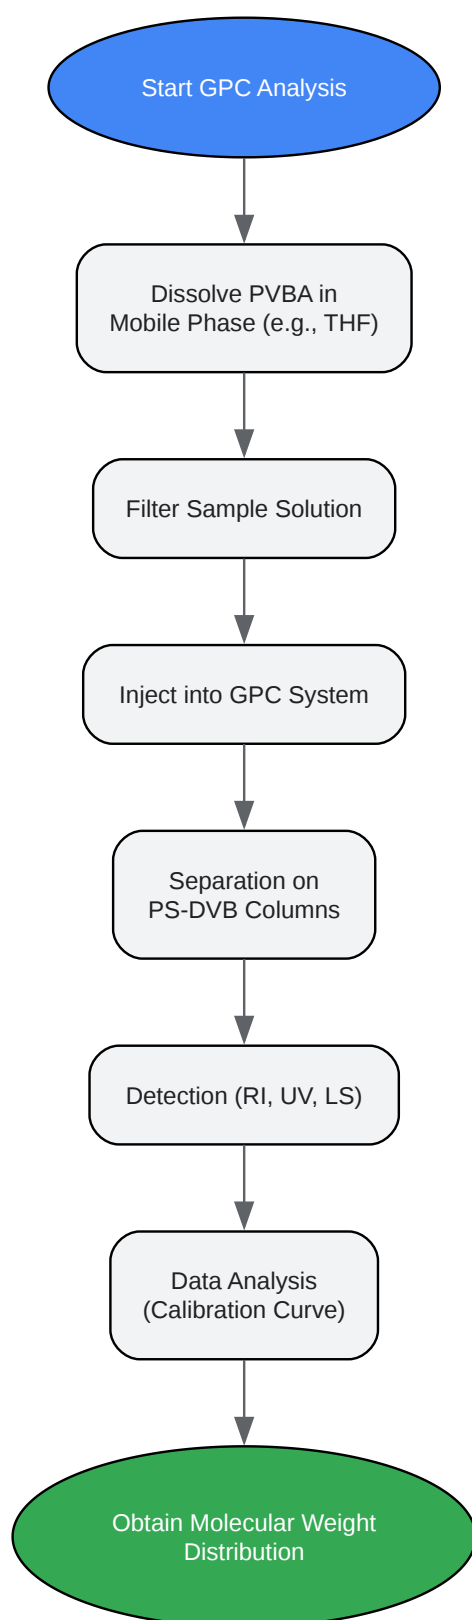 Start GPC Analysis
Dissolve PVBA in
Mobile Phase (e.g., THF)
Filter Sample Solution
Inject into GPC System
Separation on
PS-DVB Columns
Detection (RI, UV, LS)
Data Analysis
(Calibration Curve)
Obtain Molecular Weight
Distribution